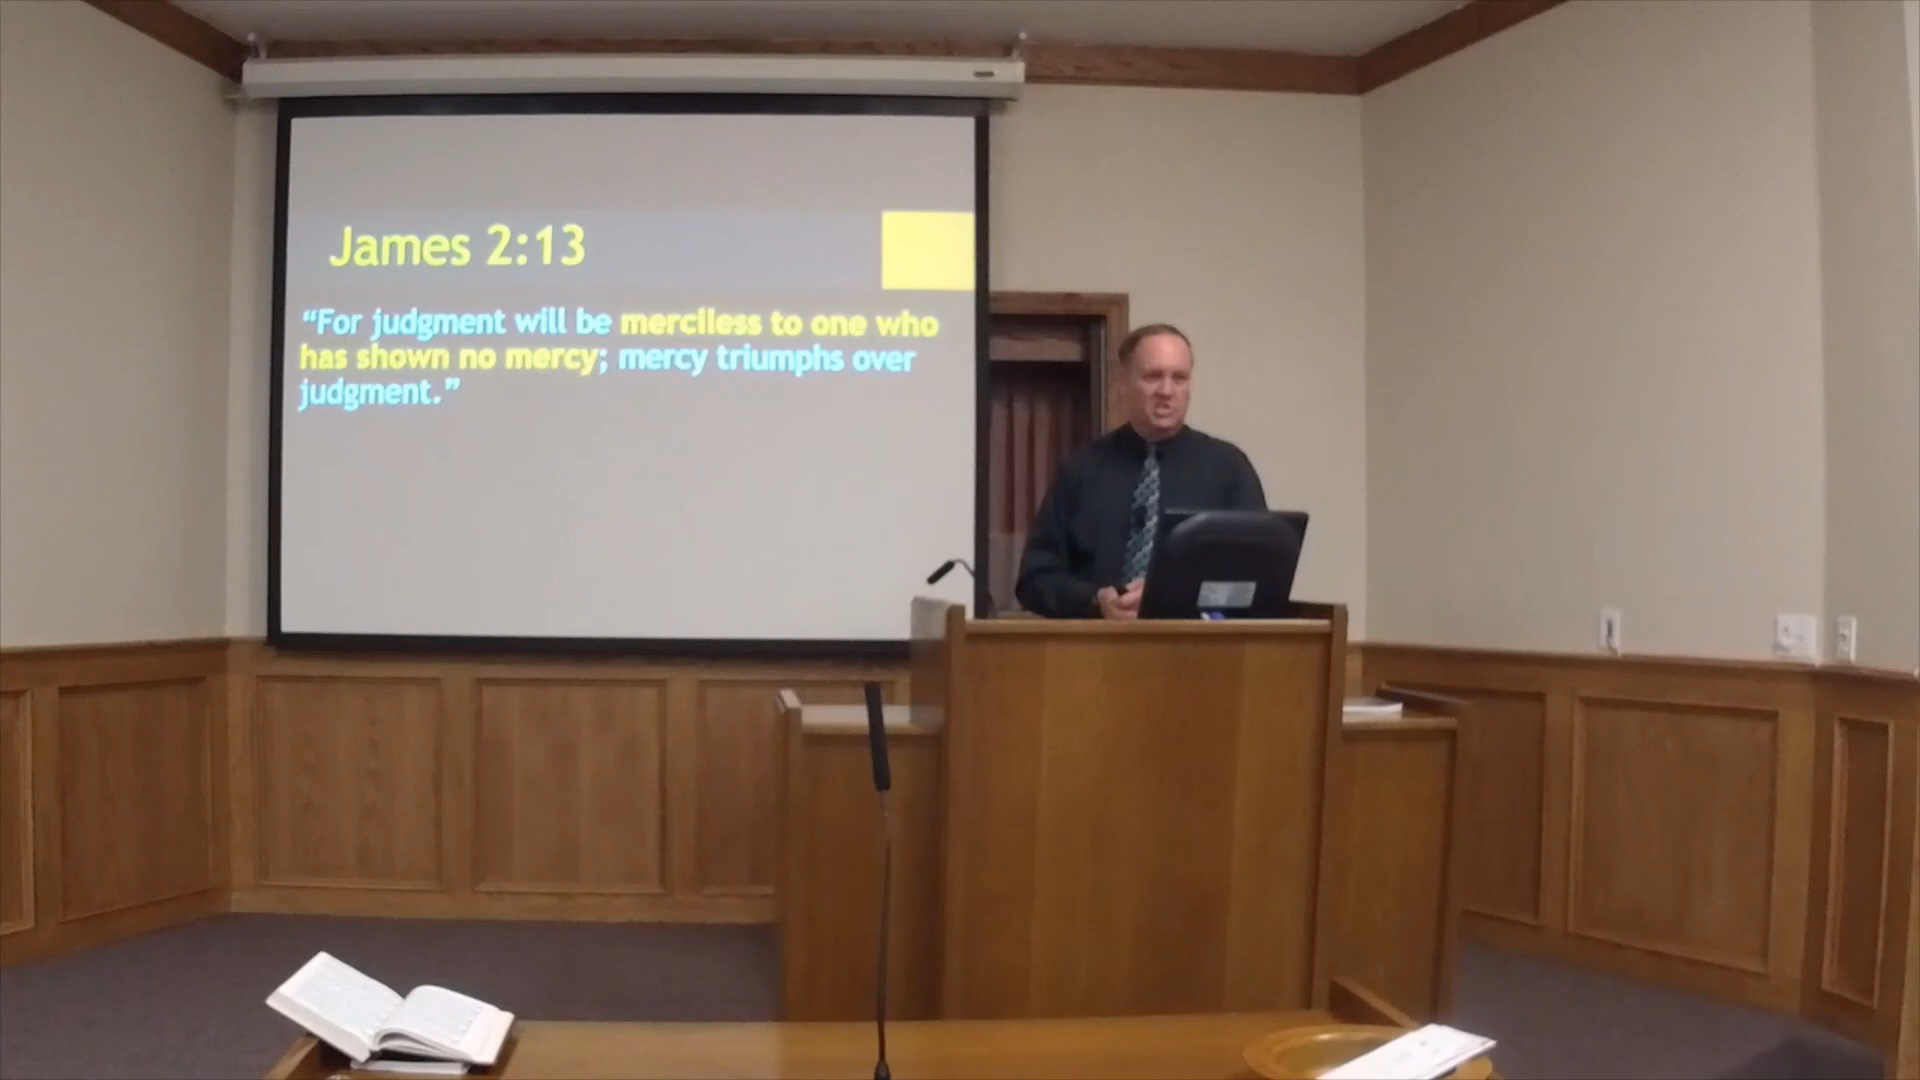 James 2:13
“For judgment will be merciless to one who
has shown no mercy; mercy triumphs over
judgment.”